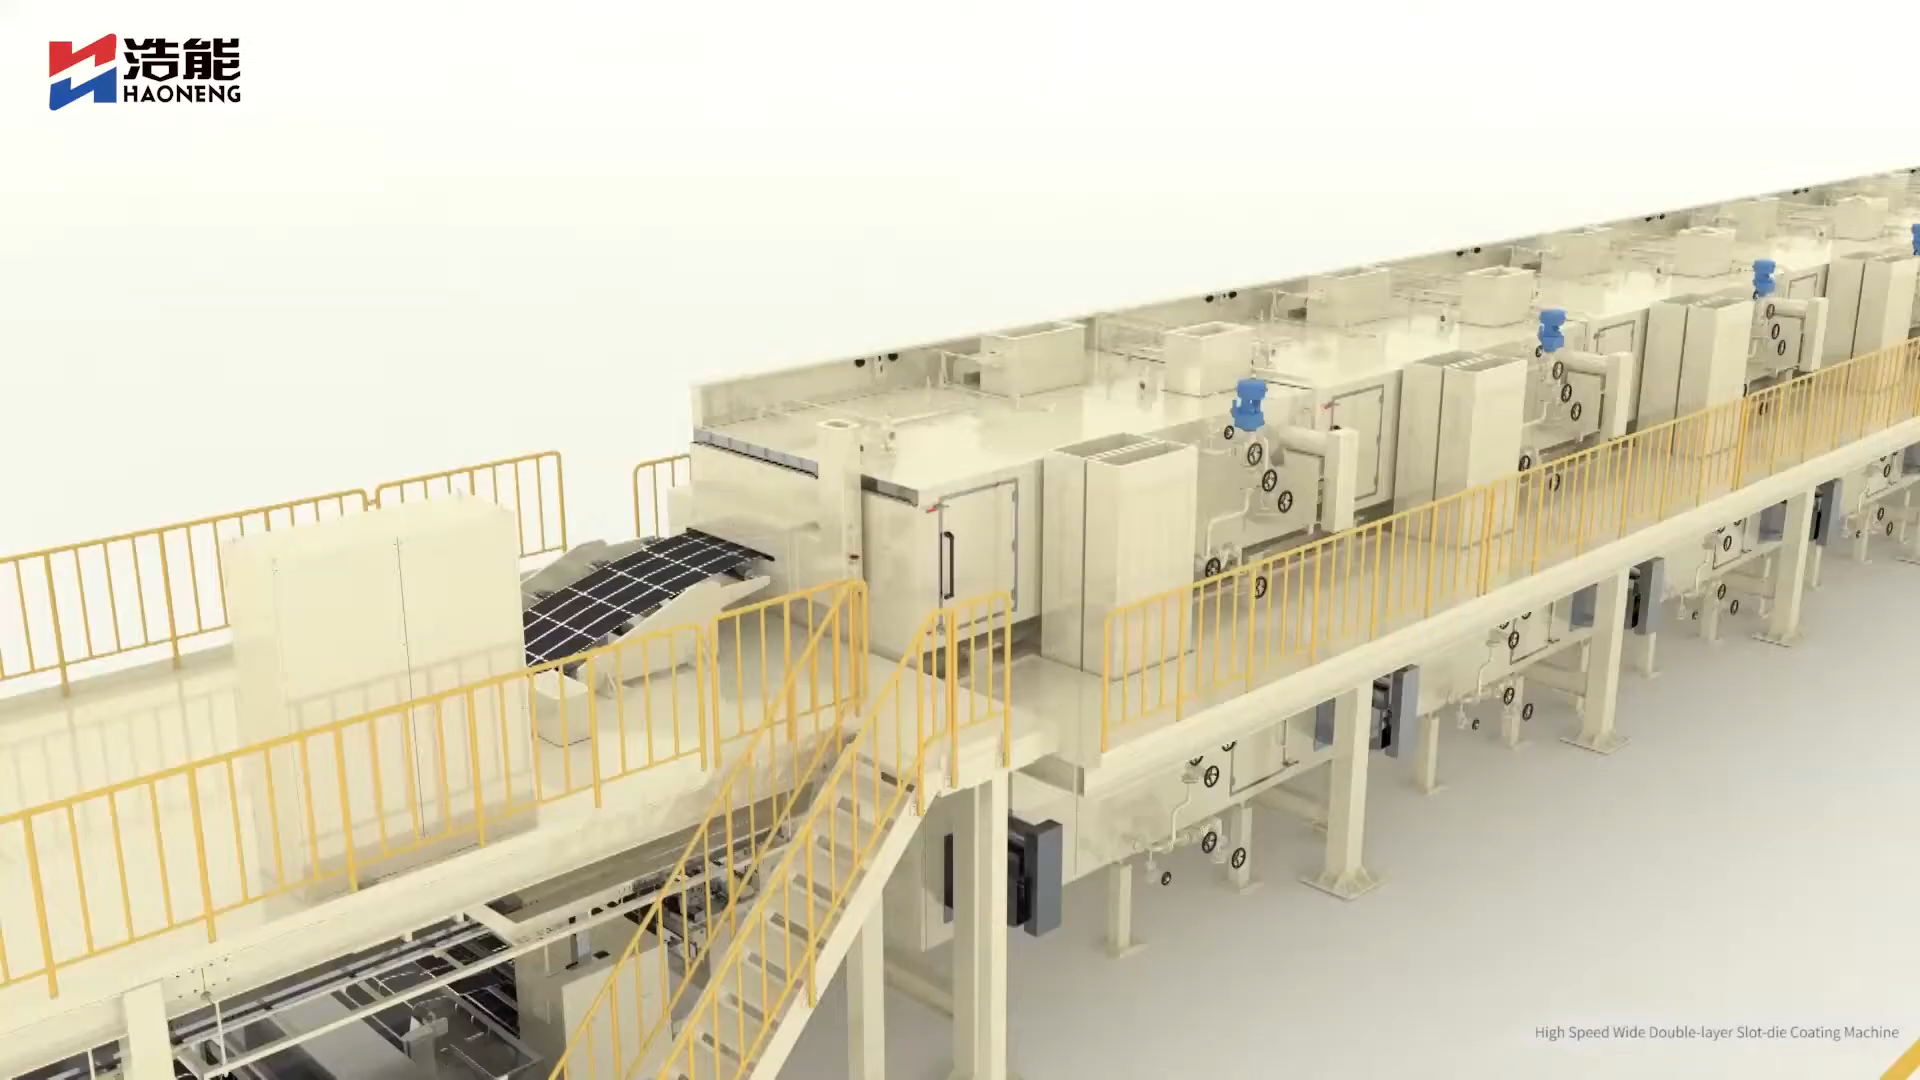 浩能
HAONENG
High Speed Wide Double-layer Slot-die Coating Machine